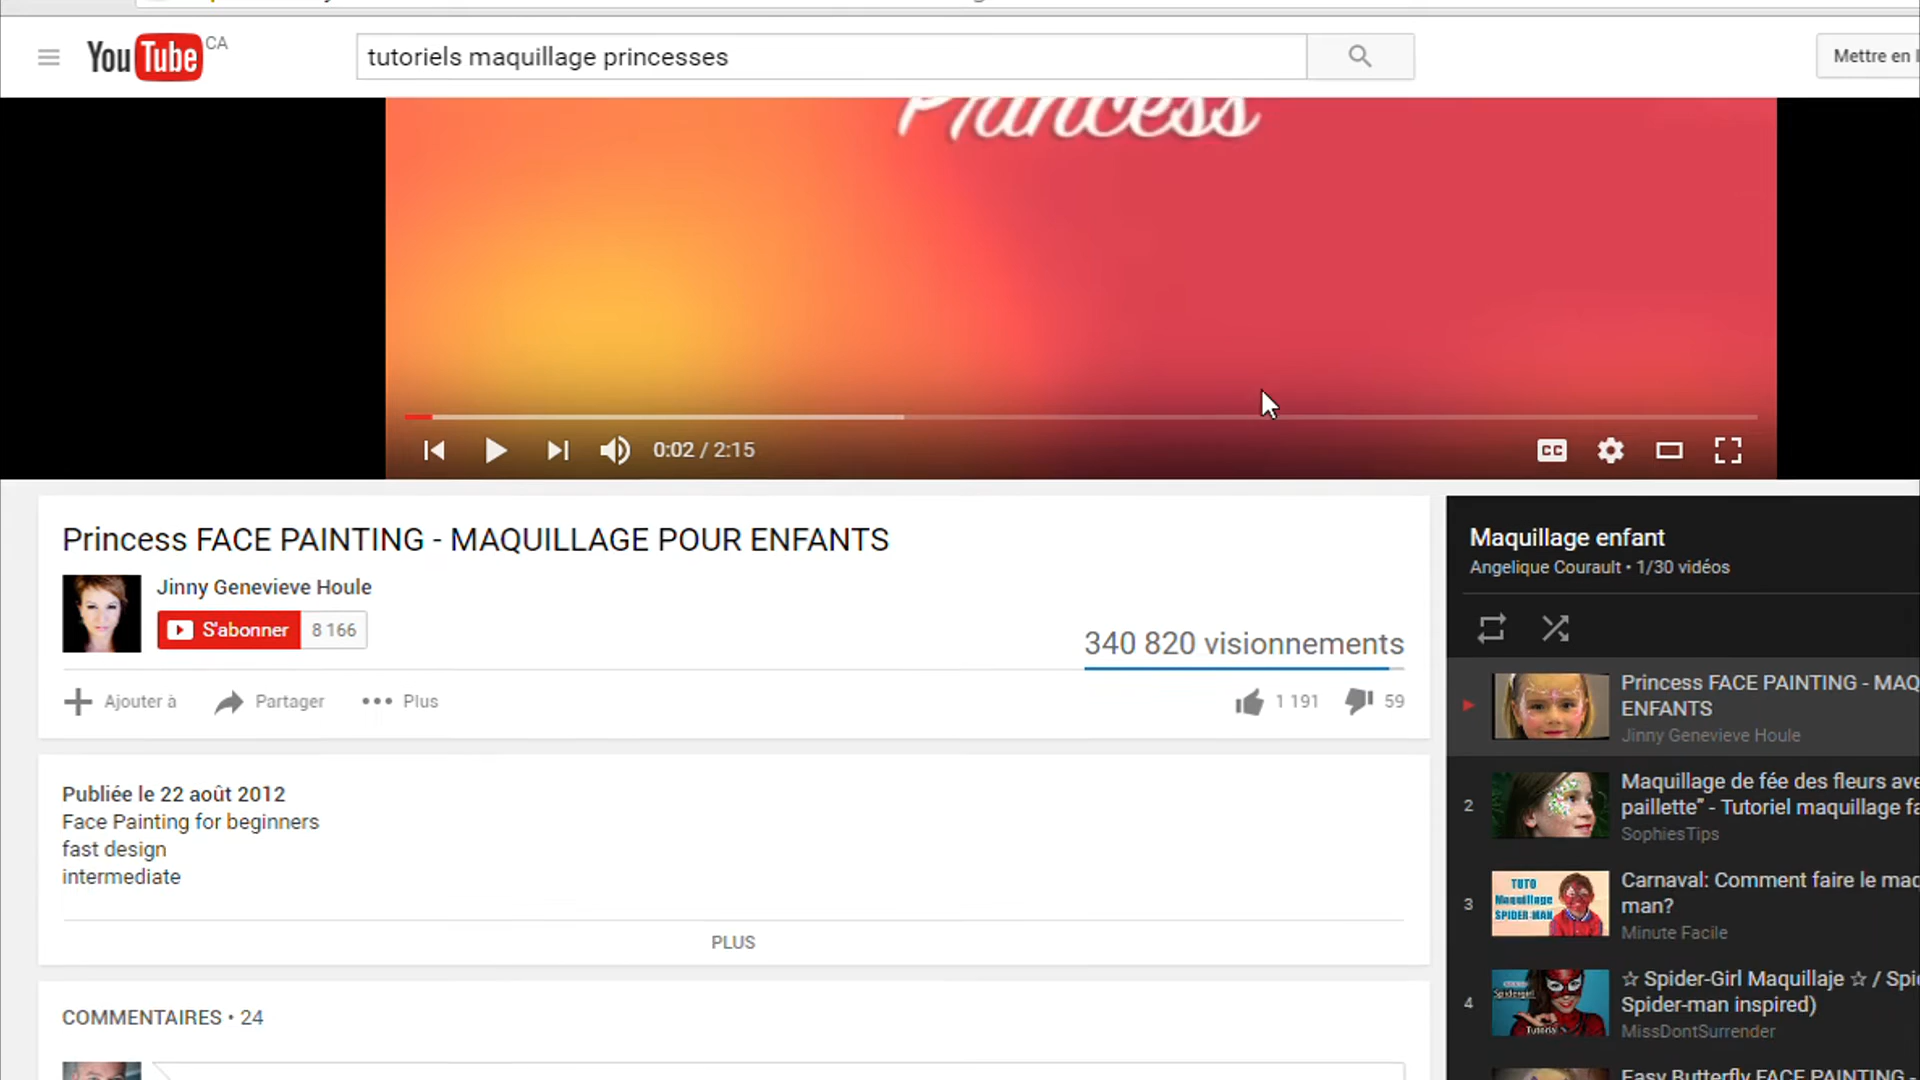 YouTube CA
tutoriels maquillage princesses
Mettre en l
Princess
0:02 / 2:15
CC
Princess FACE PAINTING - MAQUILLAGE POUR ENFANTS
Jinny Genevieve Houle
S'abonner 8 166
340 820 visionnements
Ajouter à Partager Plus
1 191 59
Publiée le 22 août 2012
Face Painting for beginners
fast design
intermediate
PLUS
COMMENTAIRES • 24
Maquillage enfant
Angelique Courault • 1/30 vidéos
Princess FACE PAINTING - MAQ
ENFANTS
Jinny Genevieve Houle
2
Maquillage de fée des fleurs ave
paillette” - Tutoriel maquillage fa
SophiesTips
3
TUTO
Maquillage
SPIDER-MAN
Carnaval: Comment faire le maq
man?
Minute Facile
4
Spidergirl
Tutorial
☆ Spider-Girl Maquillaje ☆ / Spi
Spider-man inspired)
MissDontSurrender
Easy Butterfly FACE PAINTING -